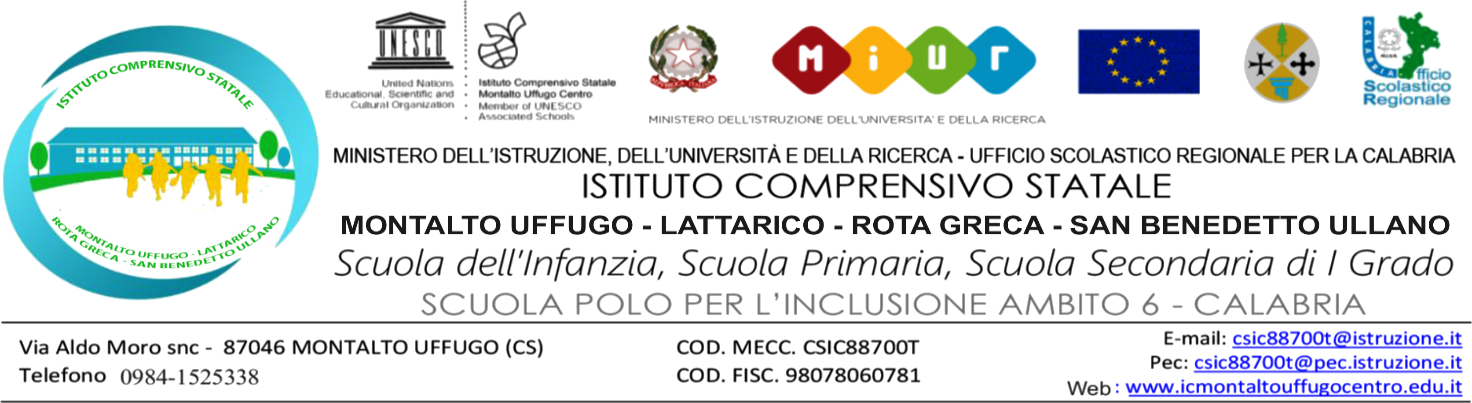 ISTITUTO COMPRENSIVO STATALE
MONTALTO UFFUGO - LATTARICO
ROTA GRECA - SAN BENEDETTO ULLANO
UNESCO
United Nations
Educational, Scientific and
Cultural Organization
Istituto Comprensivo Statale
Montalto Uffugo Centro
Member of UNESCO
Associated Schools
REPVBBLICA ITALIANA
MiUr
MINISTERO DELL'ISTRUZIONE DELL'UNIVERSITA' E DELLA RICERCA
CALABRIA
Ufficio
Scolastico
Regionale
MINISTERO DELL'ISTRUZIONE, DELL'UNIVERSITÀ E DELLA RICERCA - UFFICIO SCOLASTICO REGIONALE PER LA CALABRIA
ISTITUTO COMPRENSIVO STATALE
MONTALTO UFFUGO - LATTARICO - ROTA GRECA - SAN BENEDETTO ULLANO
Scuola dell'Infanzia, Scuola Primaria, Scuola Secondaria di I Grado
SCUOLA POLO PER L'INCLUSIONE AMBITO 6 - CALABRIA
Via Aldo Moro snc - 87046 MONTALTO UFFUGO (CS)
Telefono 0984-1525338
COD. MECC. CSIC88700T
COD. FISC. 98078060781
E-mail: csic88700t@istruzione.it
Pec: csic88700t@pec.istruzione.it
Web : www.icmontaltouffugocentro.edu.it